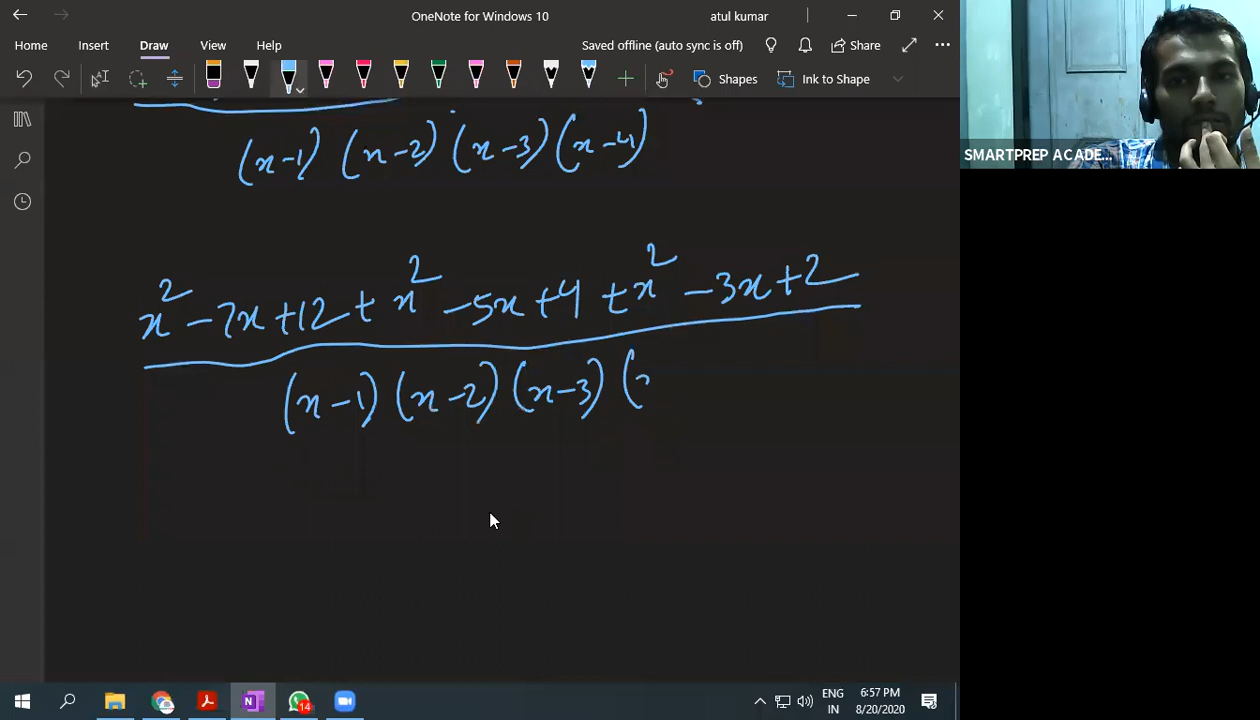 OneNote for Windows 10
atul kumar
Home Insert Draw View Help
Saved offline (auto sync is off)
Share
Shapes
Ink to Shape
(x-1) (x-2) (x-3) (x-4)
x² - 7x + 12 + x² - 5x + 4 + x² - 3x + 2
(x-1) (x-2) (x-3) (
SMARTPREP ACADE...
N
14
ENG
IN
6:57 PM
8/20/2020